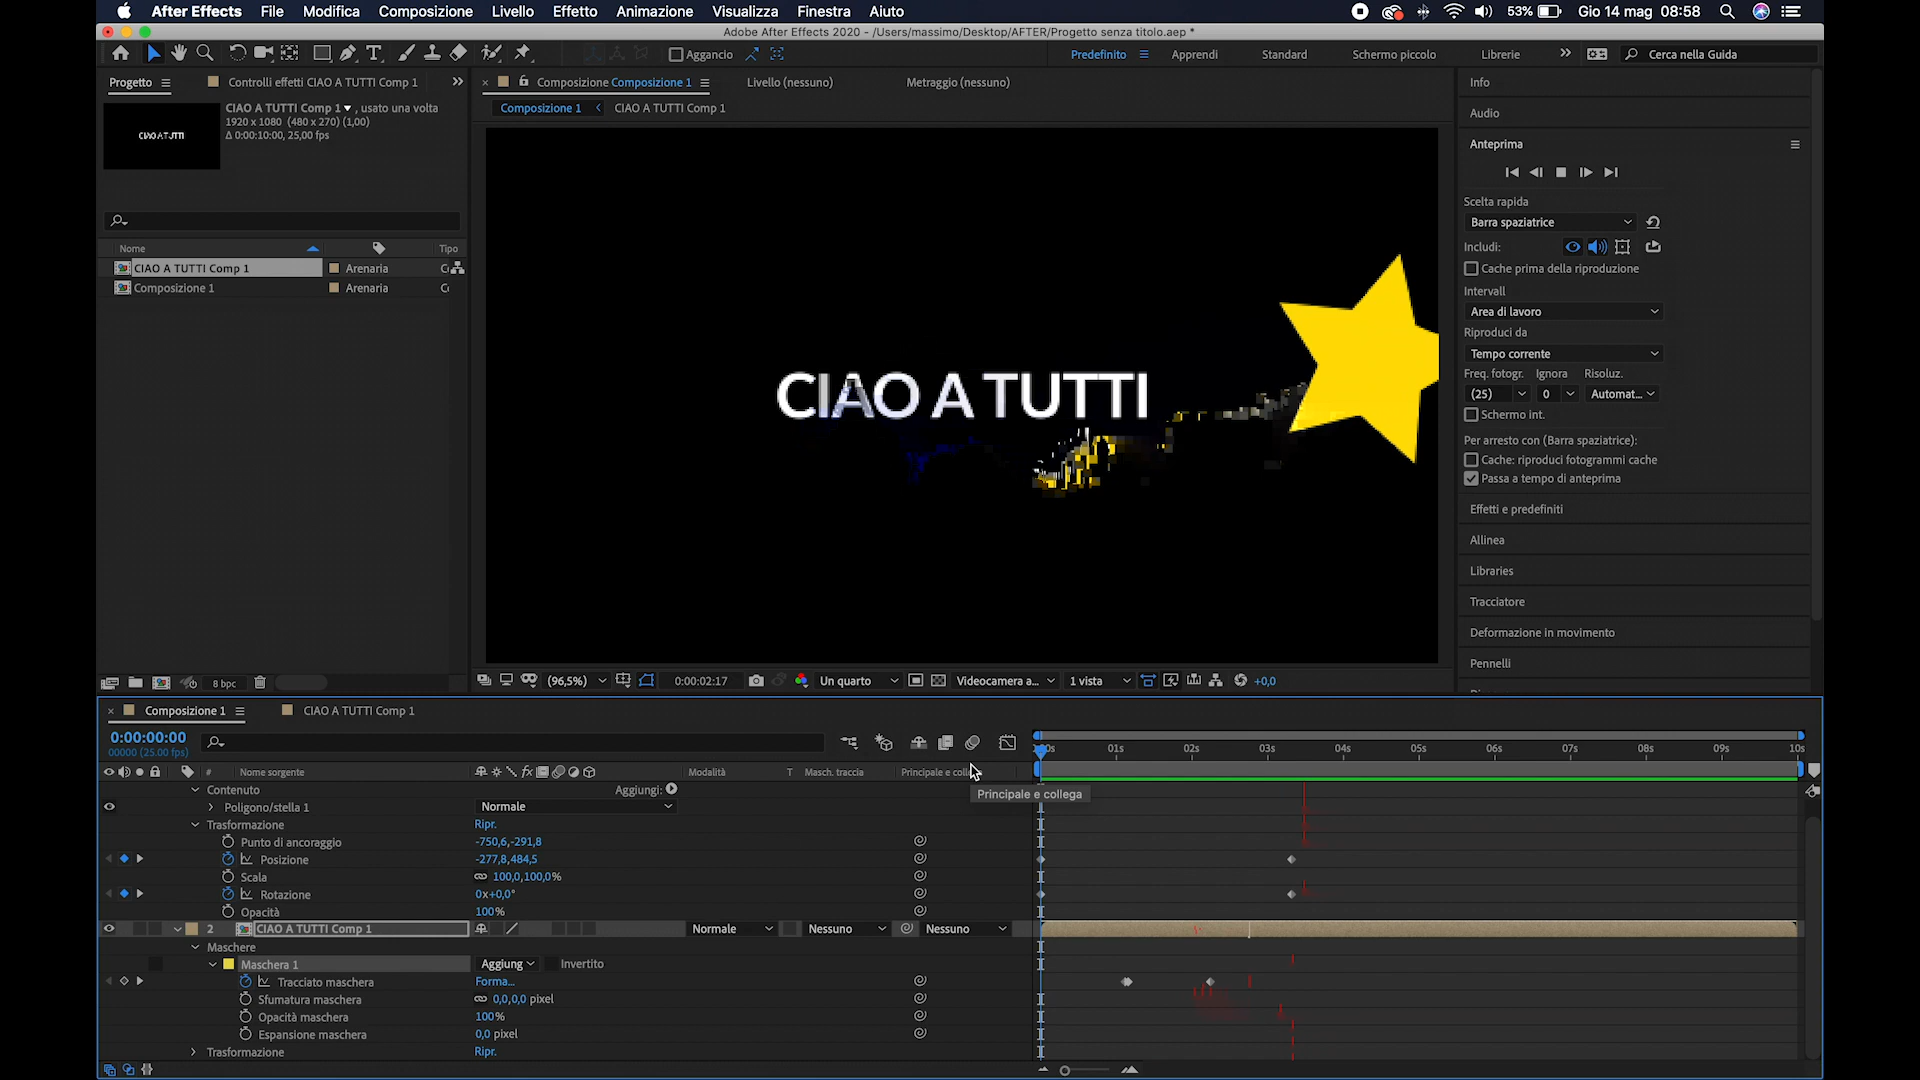 After Effects File Modifica Composizione Livello Effetto Animazione Visualizza Finestra Aiuto 53% Gio 14 mag 08:58
Adobe After Effects 2020 - /Users/massimo/Desktop/AFTER/Progetto senza titolo.aep *
Aggancio Predefinito Apprendi Standard Schermo piccolo Librerie Cerca nella Guida
Progetto Controlli effetti CIAO A TUTTI Comp 1 Composizione Composizione 1 Livello (nessuno) Metraggio (nessuno) Info
CIAO A TUTTI Comp 1 , usato una volta Composizione 1 CIAO A TUTTI Comp 1
1920 x 1080 (480 x 270) (1,00) Audio
Δ 0:00:10:00, 25,00 fps
CIAO A TUTTI
Anteprima
Scelta rapida
Barra spaziatrice
Includi:
Nome Tipo
CIAO A TUTTI Comp 1 Arenaria
Composizione 1 Arenaria
Cache prima della riproduzione
Intervall
Area di lavoro
Riproduci da
Tempo corrente
Freq. fotogr. Ignora Risoluz.
(25) 0 Automat...
Schermo int.
CIAO A TUTTI
Per arresto con (Barra spaziatrice):
Cache: riproduci fotogrammi cache
Passa a tempo di anteprima
Effetti e predefiniti
Allinea
Libraries
Tracciatore
Deformazione in movimento
Pennelli
8 bpc (96,5%) 0:00:02:17 Un quarto Videocamera a... 1 vista +0,0
Composizione 1 CIAO A TUTTI Comp 1
0:00:00:00
00000 (25.00 fps)
01s 02s 03s 04s 05s 06s 07s 08s 09s 10s
# Nome sorgente fx Modalità T Masch. traccia Principale e coll
Contenuto Aggiungi: Principale e collega
Poligono/stella 1 Normale
Trasformazione Ripr.
Punto di ancoraggio -750,6,-291,8
Posizione -277,8,484,5
Scala 100,0,100,0%
Rotazione 0x+0,0°
Opacità 100%
2 CIAO A TUTTI Comp 1 Normale Nessuno Nessuno
Maschere
Maschera 1 Aggiung Invertito
Tracciato maschera Forma...
Sfumatura maschera 0,0,0,0 pixel
Opacità maschera 100%
Espansione maschera 0,0 pixel
Trasformazione Ripr.